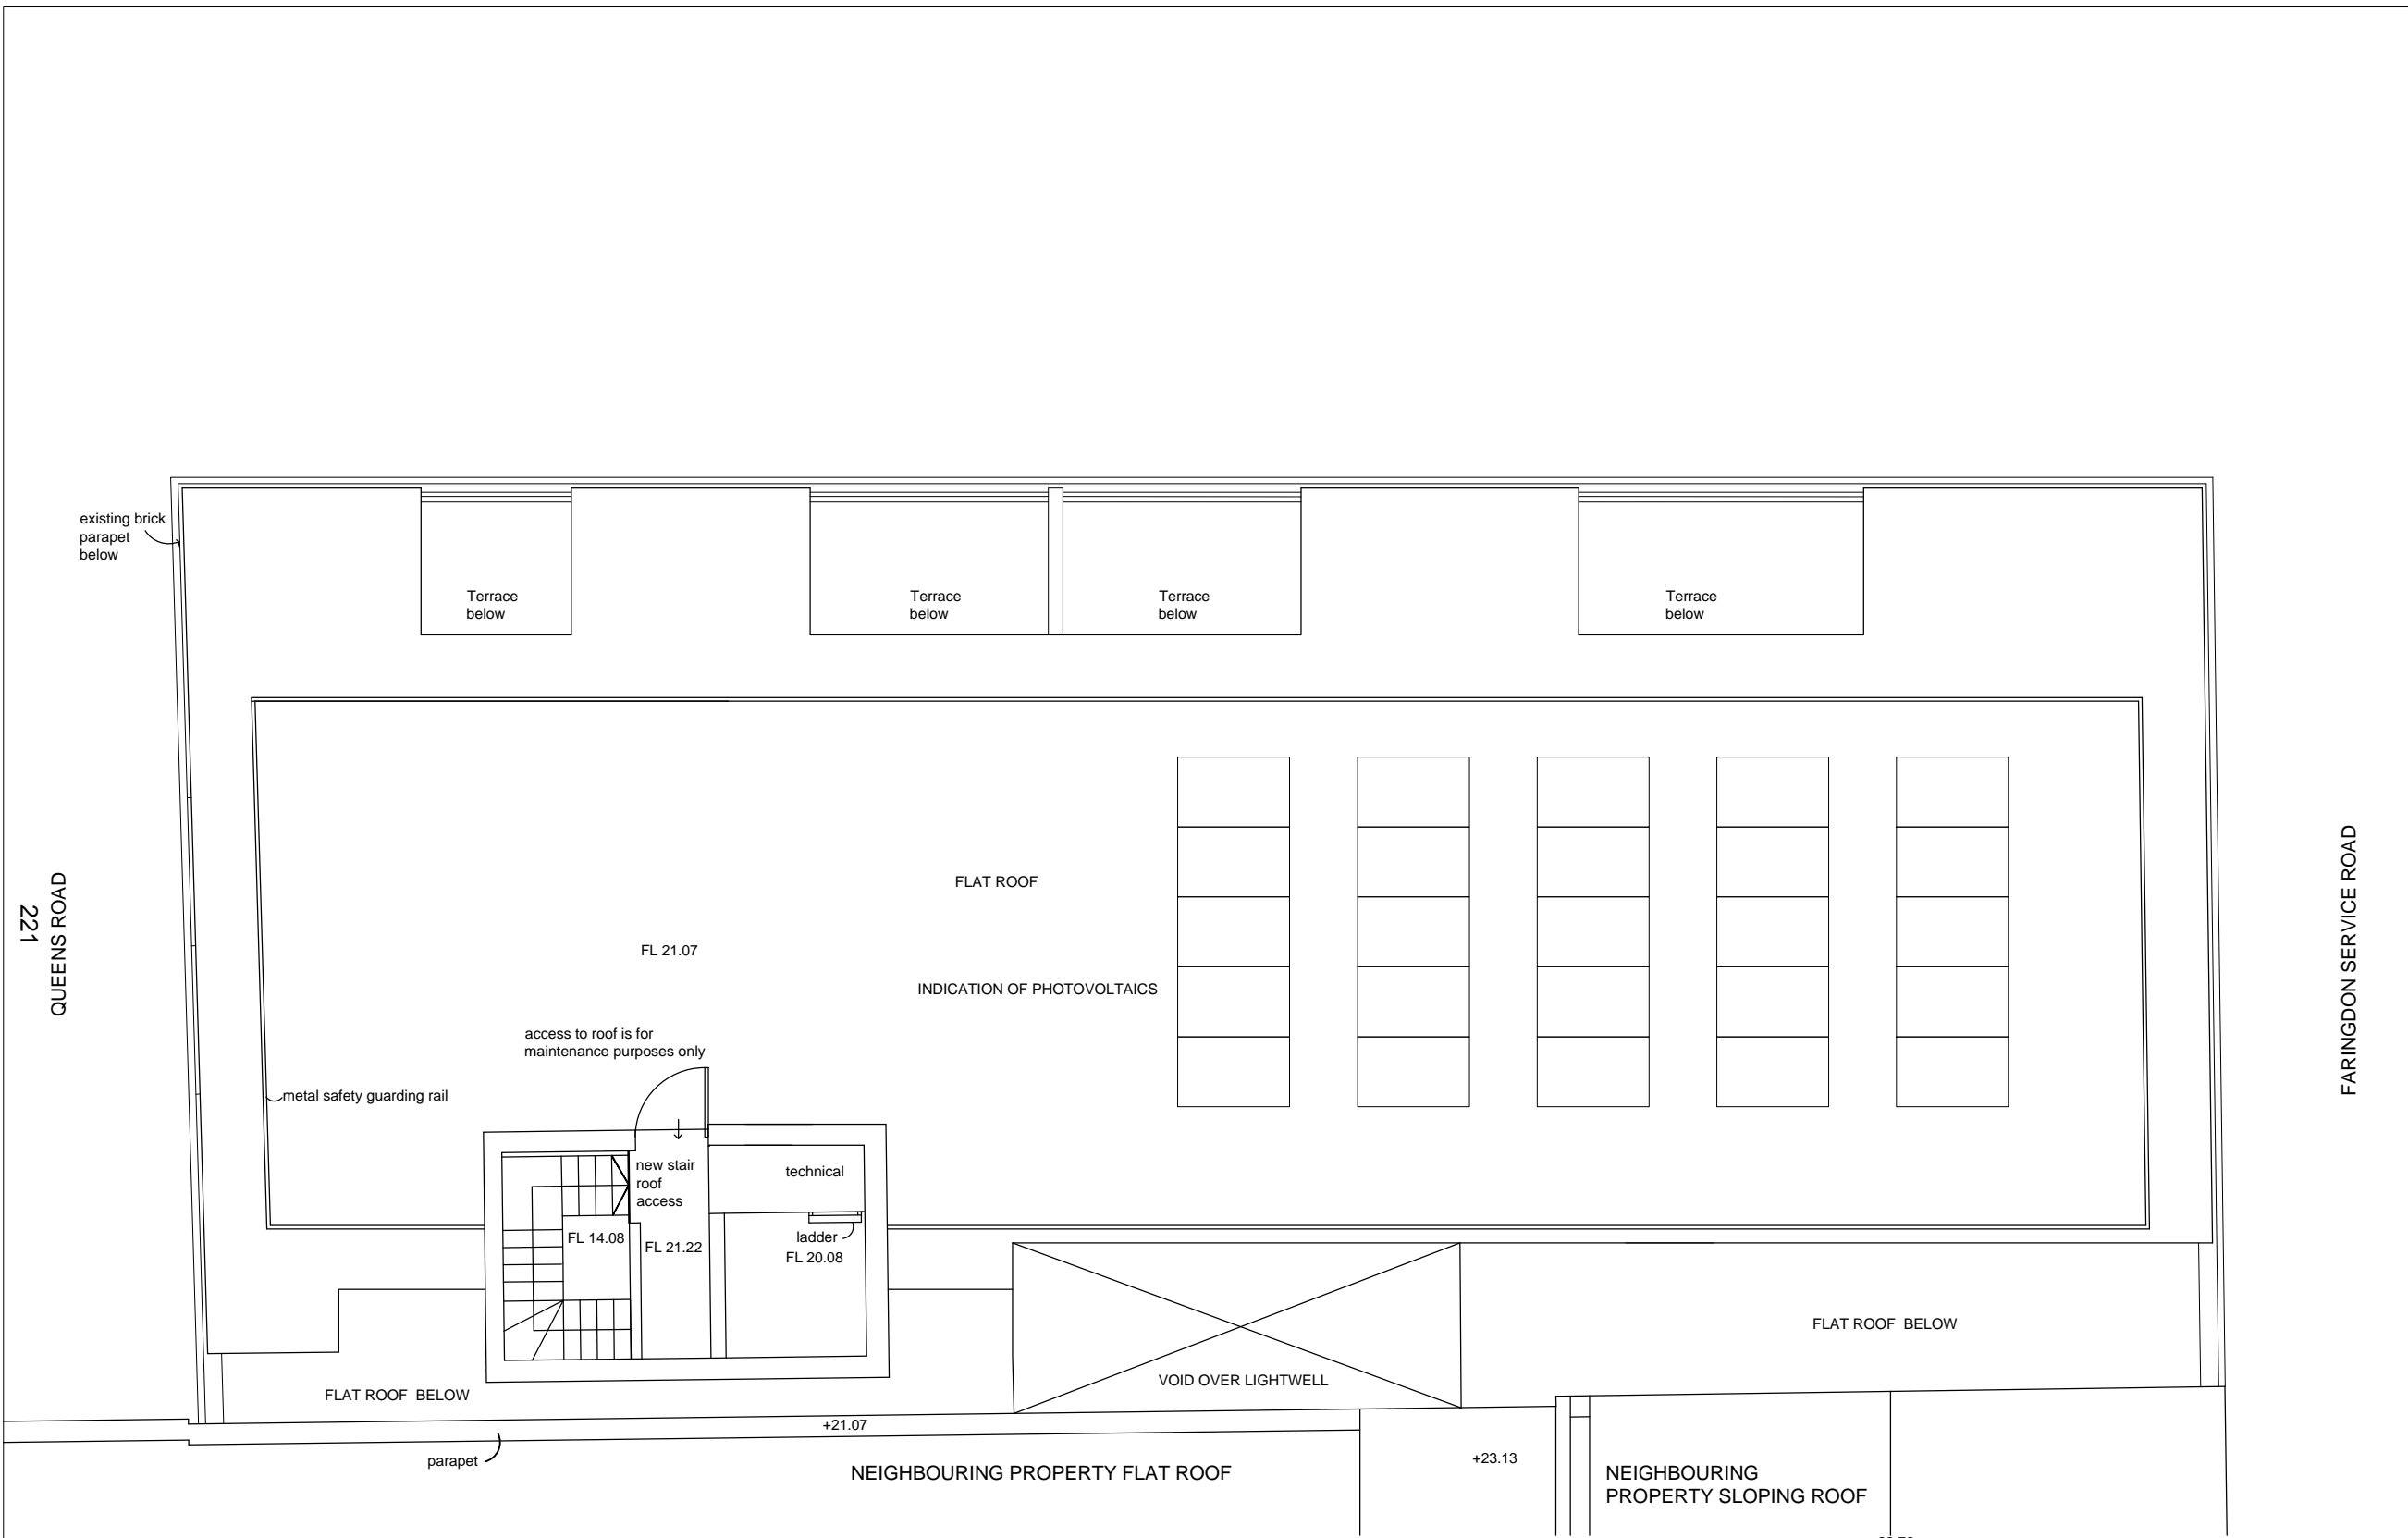 existing brick
parapet
below
Terrace
below
Terrace
below
Terrace
below
Terrace
below
221
QUEENS ROAD
FARINGDON SERVICE ROAD
FLAT ROOF
FL 21.07
INDICATION OF PHOTOVOLTAICS
access to roof is for
maintenance purposes only
metal safety guarding rail
new stair
roof
access
technical
FL 14.08
FL 21.22
ladder
FL 20.08
FLAT ROOF BELOW
VOID OVER LIGHTWELL
FLAT ROOF BELOW
+21.07
parapet
NEIGHBOURING PROPERTY FLAT ROOF
+23.13
NEIGHBOURING
PROPERTY SLOPING ROOF